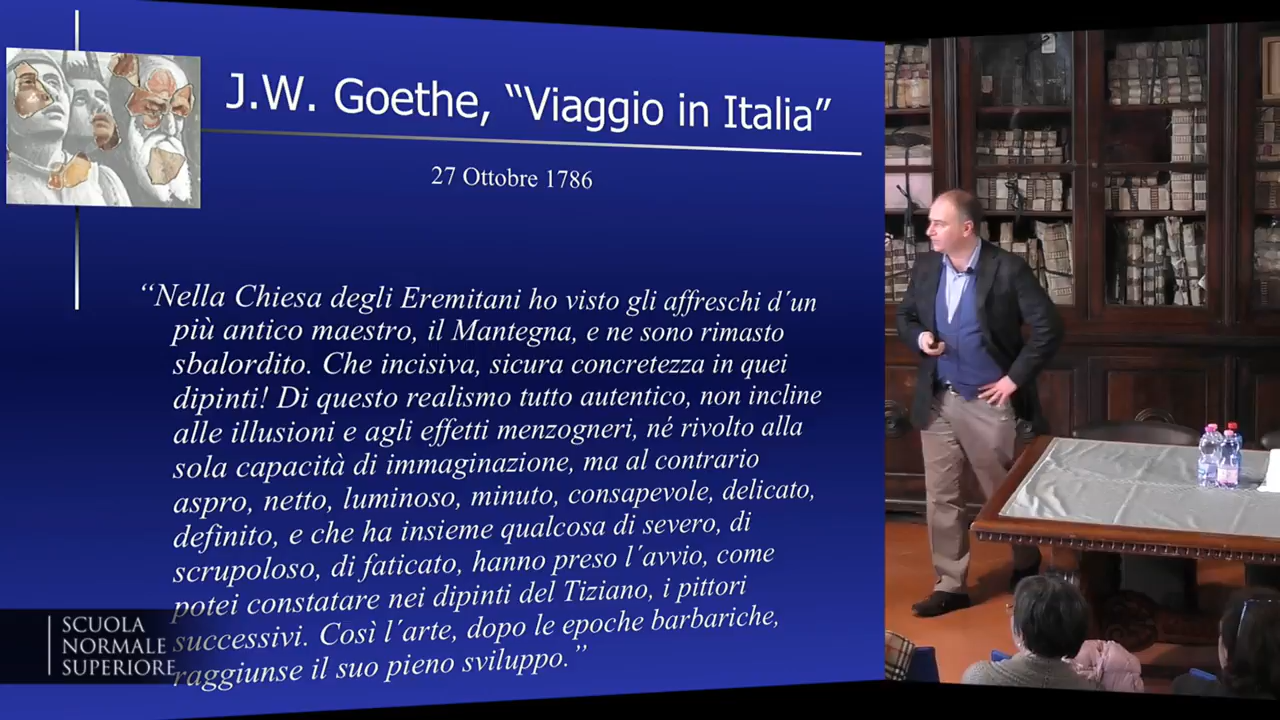 J.W. Goethe, “Viaggio in Italia”
27 Ottobre 1786
“Nella Chiesa degli Eremitani ho visto gli affreschi d´un
più antico maestro, il Mantegna, e ne sono rimasto
sbalordito. Che incisiva, sicura concretezza in quei
dipinti! Di questo realismo tutto autentico, non incline
alle illusioni e agli effetti menzogneri, né rivolto alla
sola capacità di immaginazione, ma al contrario
aspro, netto, luminoso, minuto, consapevole, delicato,
definito, e che ha insieme qualcosa di severo, di
scrupoloso, di faticato, hanno preso l´avvio, come
potei constatare nei dipinti del Tiziano, i pittori
successivi. Così l´arte, dopo le epoche barbariche,
raggiunse il suo pieno sviluppo.”
SCUOLA
NORMALE
SUPERIORE